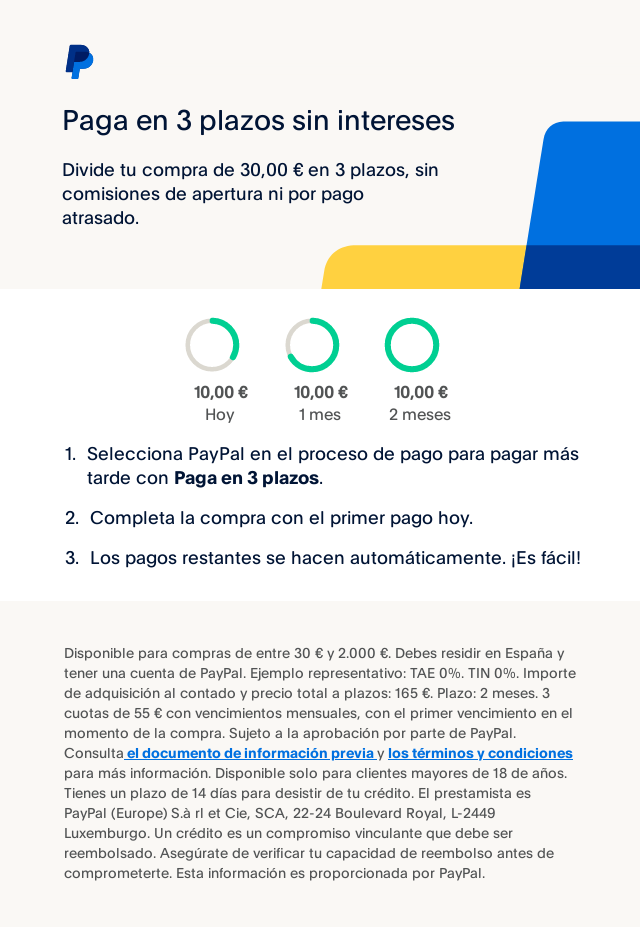 Paga en 3 plazos sin intereses
Divide tu compra de 30,00 € en 3 plazos, sin
comisiones de apertura ni por pago
atrasado.
10,00 € 10,00 € 10,00 €
Hoy 1 mes 2 meses
1. Selecciona PayPal en el proceso de pago para pagar más
tarde con Paga en 3 plazos.
2. Completa la compra con el primer pago hoy.
3. Los pagos restantes se hacen automáticamente. ¡Es fácil!
Disponible para compras de entre 30 € y 2.000 €. Debes residir en España y
tener una cuenta de PayPal. Ejemplo representativo: TAE 0%. TIN 0%. Importe
de adquisición al contado y precio total a plazos: 165 €. Plazo: 2 meses. 3
cuotas de 55 € con vencimientos mensuales, con el primer vencimiento en el
momento de la compra. Sujeto a la aprobación por parte de PayPal.
Consulta el documento de información previa y los términos y condiciones
para más información. Disponible solo para clientes mayores de 18 de años.
Tienes un plazo de 14 días para desistir de tu crédito. El prestamista es
PayPal (Europe) S.à rl et Cie, SCA, 22-24 Boulevard Royal, L-2449
Luxemburgo. Un crédito es un compromiso vinculante que debe ser
reembolsado. Asegúrate de verificar tu capacidad de reembolso antes de
comprometerte. Esta información es proporcionada por PayPal.